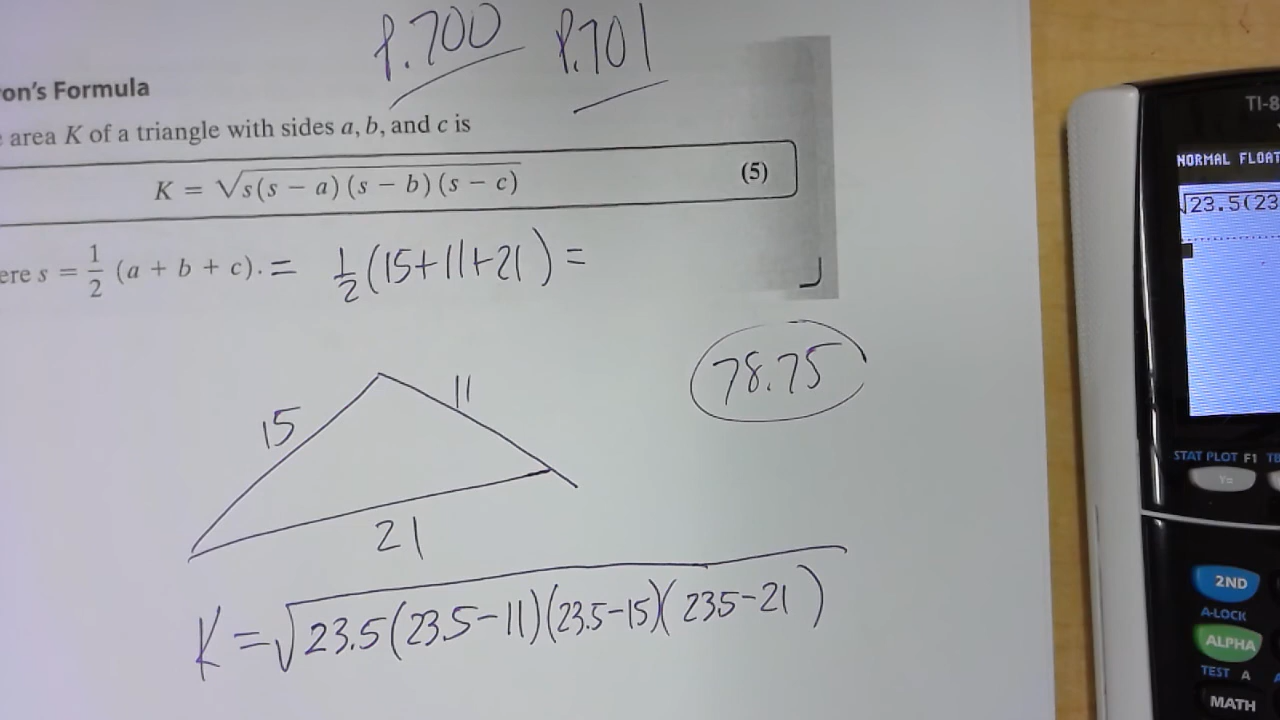 P.700 P.701
on's Formula
area K of a triangle with sides a, b, and c is
K = √s(s − a)(s − b)(s − c) (5)
ere s = 1/2 (a + b + c). = 1/2(15+11+21) =
78.75
15
11
21
K = √23.5(23.5-11)(23.5-15)(235-21)
TI-8
NORMAL FLOAT
√23.5(23
STAT PLOT F1
Y=
2ND
A-LOCK
ALPHA
TEST A
MATH